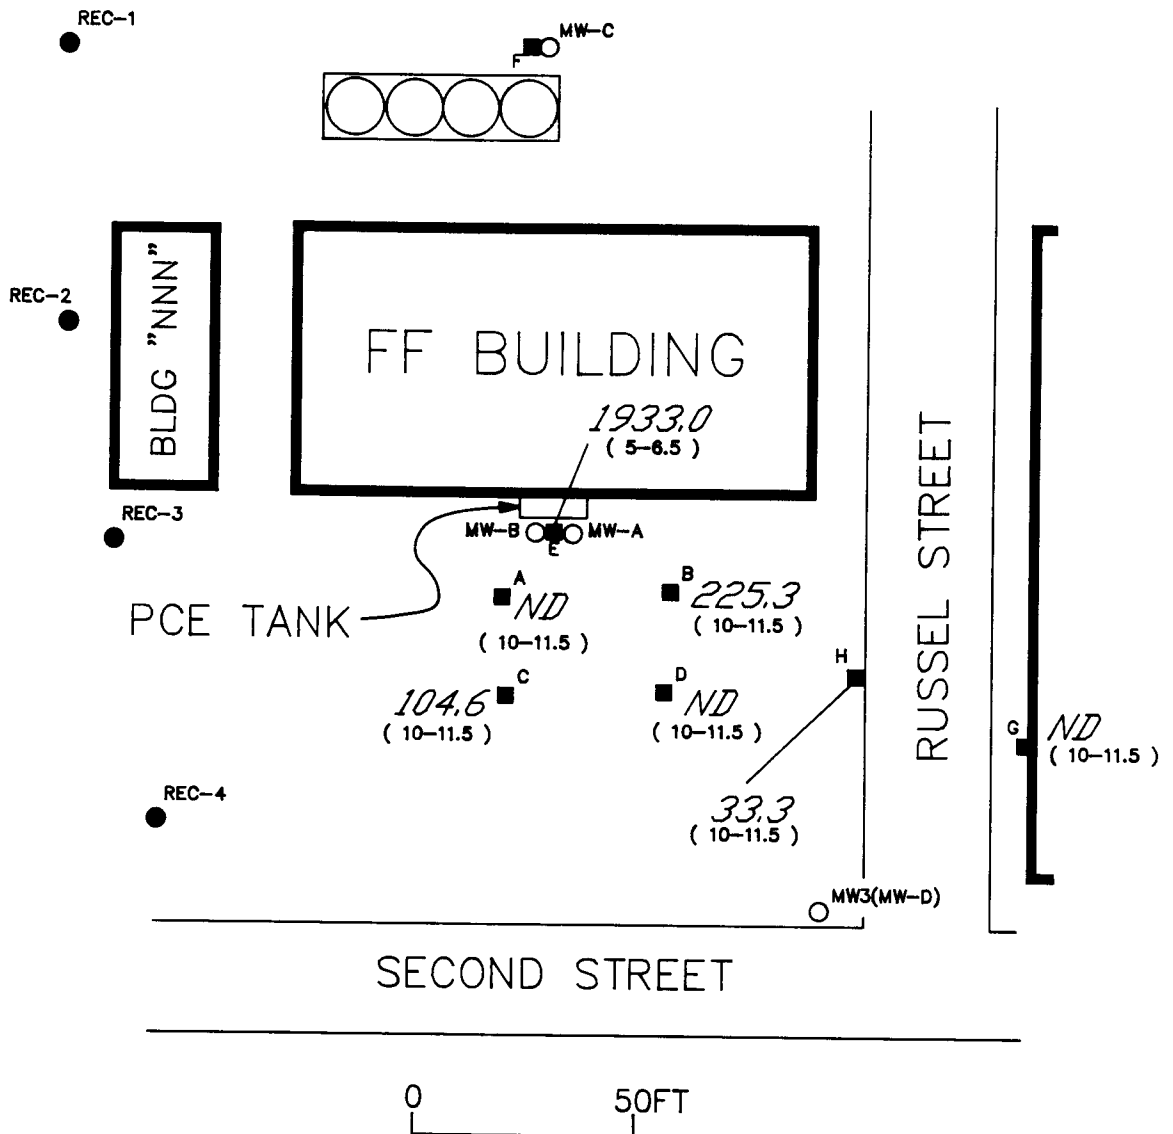 REC-1
MW-C
F
REC-2
BLDG "NNN"
FF BUILDING
1933.0
( 5-6.5 )
REC-3
MW-B
MW-A
E
PCE TANK
A
ND
( 10-11.5 )
B
225.3
( 10-11.5 )
C
104.6
( 10-11.5 )
D
ND
( 10-11.5 )
H
33.3
( 10-11.5 )
RUSSEL STREET
G
ND
( 10-11.5 )
REC-4
MW3(MW-D)
SECOND STREET
0
50FT